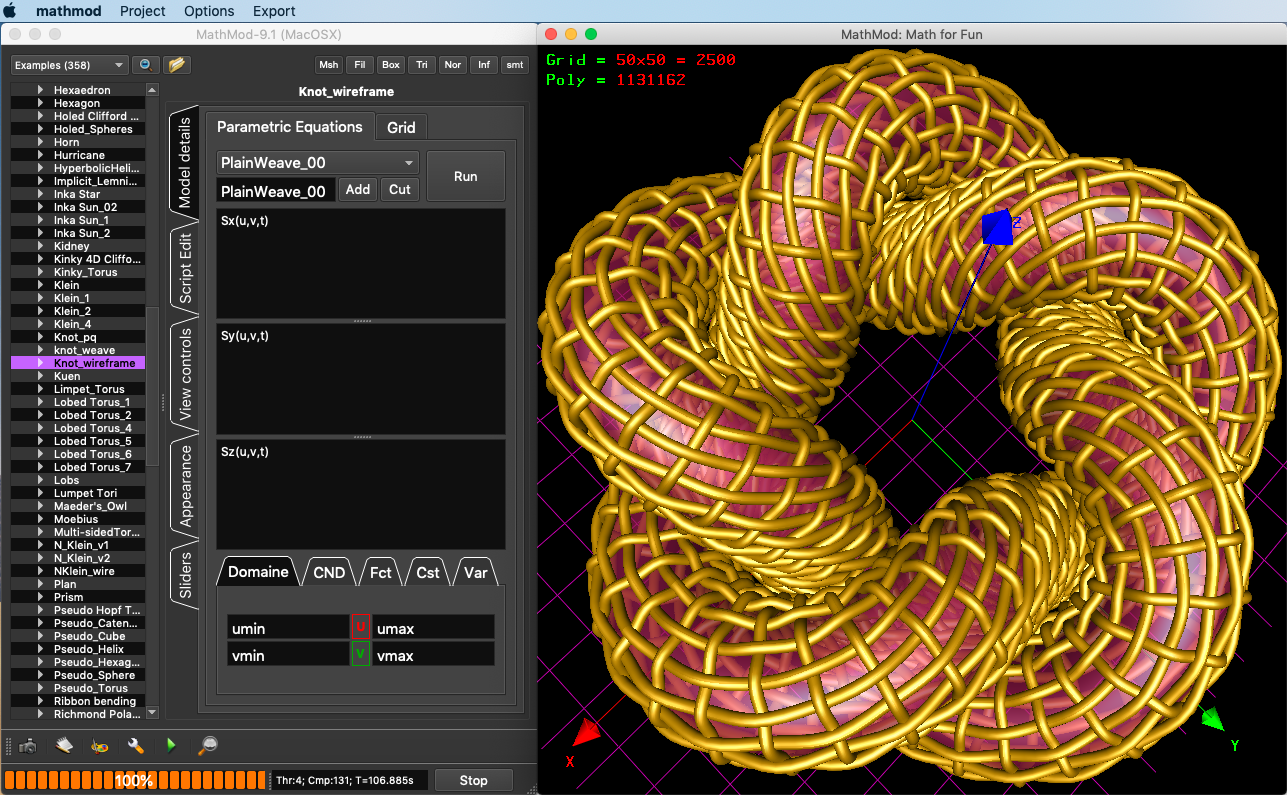 mathmod Project Options Export
MathMod-9.1 (MacOSX)
MathMod: Math for Fun
Examples (358)
Msh Fil Box Tri Nor Inf smt
Knot_wireframe
Hexaedron
Hexagon
Holed Clifford ...
Holed_Spheres
Horn
Hurricane
HyperbolicHeli...
Implicit_Lemni...
Inka Star
Inka Sun_02
Inka Sun_1
Inka Sun_2
Kidney
Kinky 4D Cliffo...
Kinky_Torus
Klein
Klein_1
Klein_2
Klein_4
Knot_pq
knot_weave
Knot_wireframe
Kuen
Limpet_Torus
Lobed Torus_1
Lobed Torus_2
Lobed Torus_4
Lobed Torus_5
Lobed Torus_6
Lobed Torus_7
Lobs
Lumpet Tori
Maeder's_Owl
Moebius
Multi-sidedTor...
N_Klein_v1
N_Klein_v2
NKlein_wire
Plan
Prism
Pseudo Hopf T...
Pseudo_Caten...
Pseudo_Cube
Pseudo_Helix
Pseudo_Hexag...
Pseudo_Sphere
Pseudo_Torus
Ribbon bending
Richmond Pola...
Model details
Script Edit
View controls
Appearance
Sliders
Parametric Equations Grid
PlainWeave_00
Run
PlainWeave_00 Add Cut
Sx(u,v,t)
Sy(u,v,t)
Sz(u,v,t)
Domaine CND Fct Cst Var
umin U umax
vmin V vmax
100%
Thr:4; Cmp:131; T=106.885s
Stop
Grid = 50x50 = 2500
Poly = 1131162
Z
X
Y